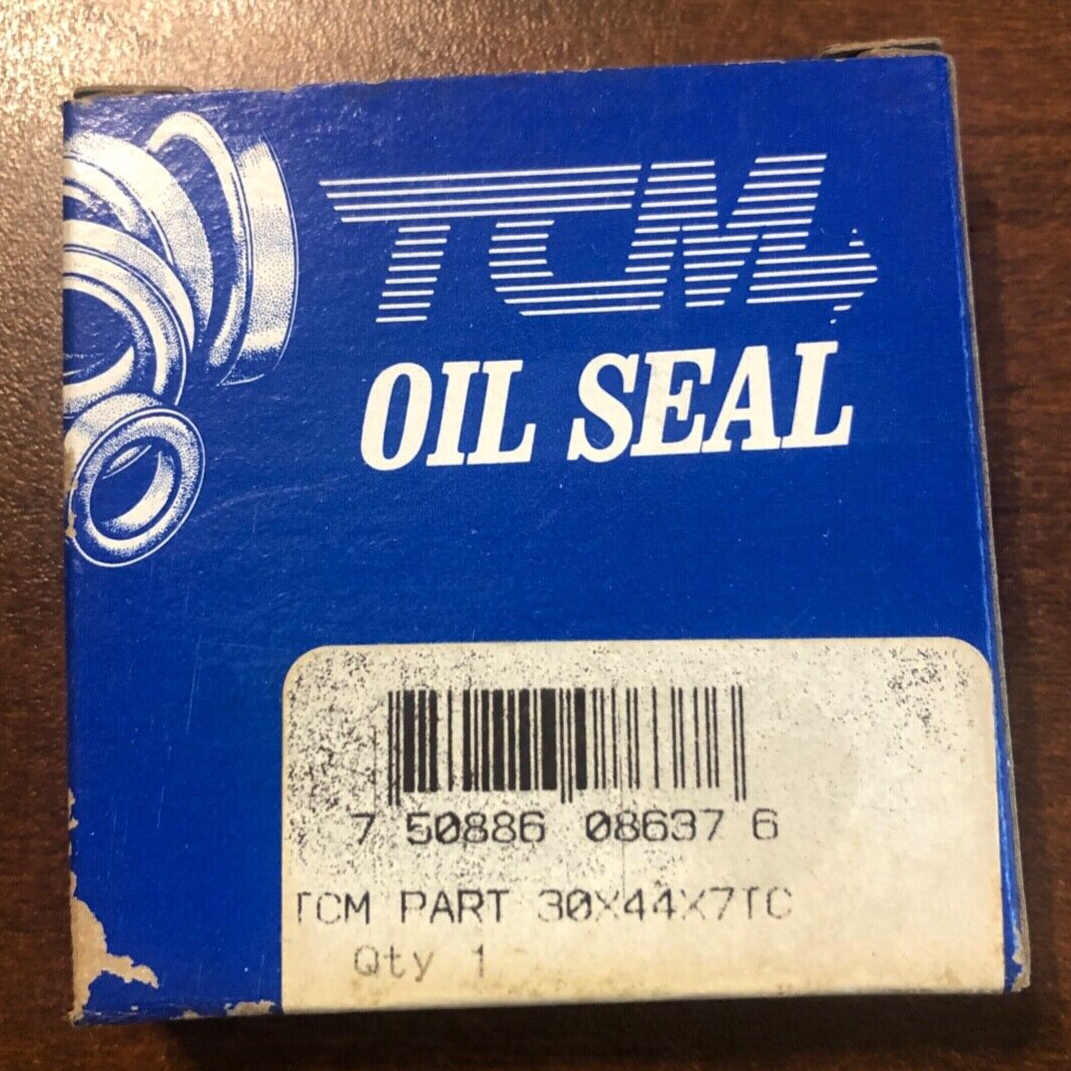 TCM
OIL SEAL
7 50886 08637 6
TCM PART 30X44X7TC
Qty 1